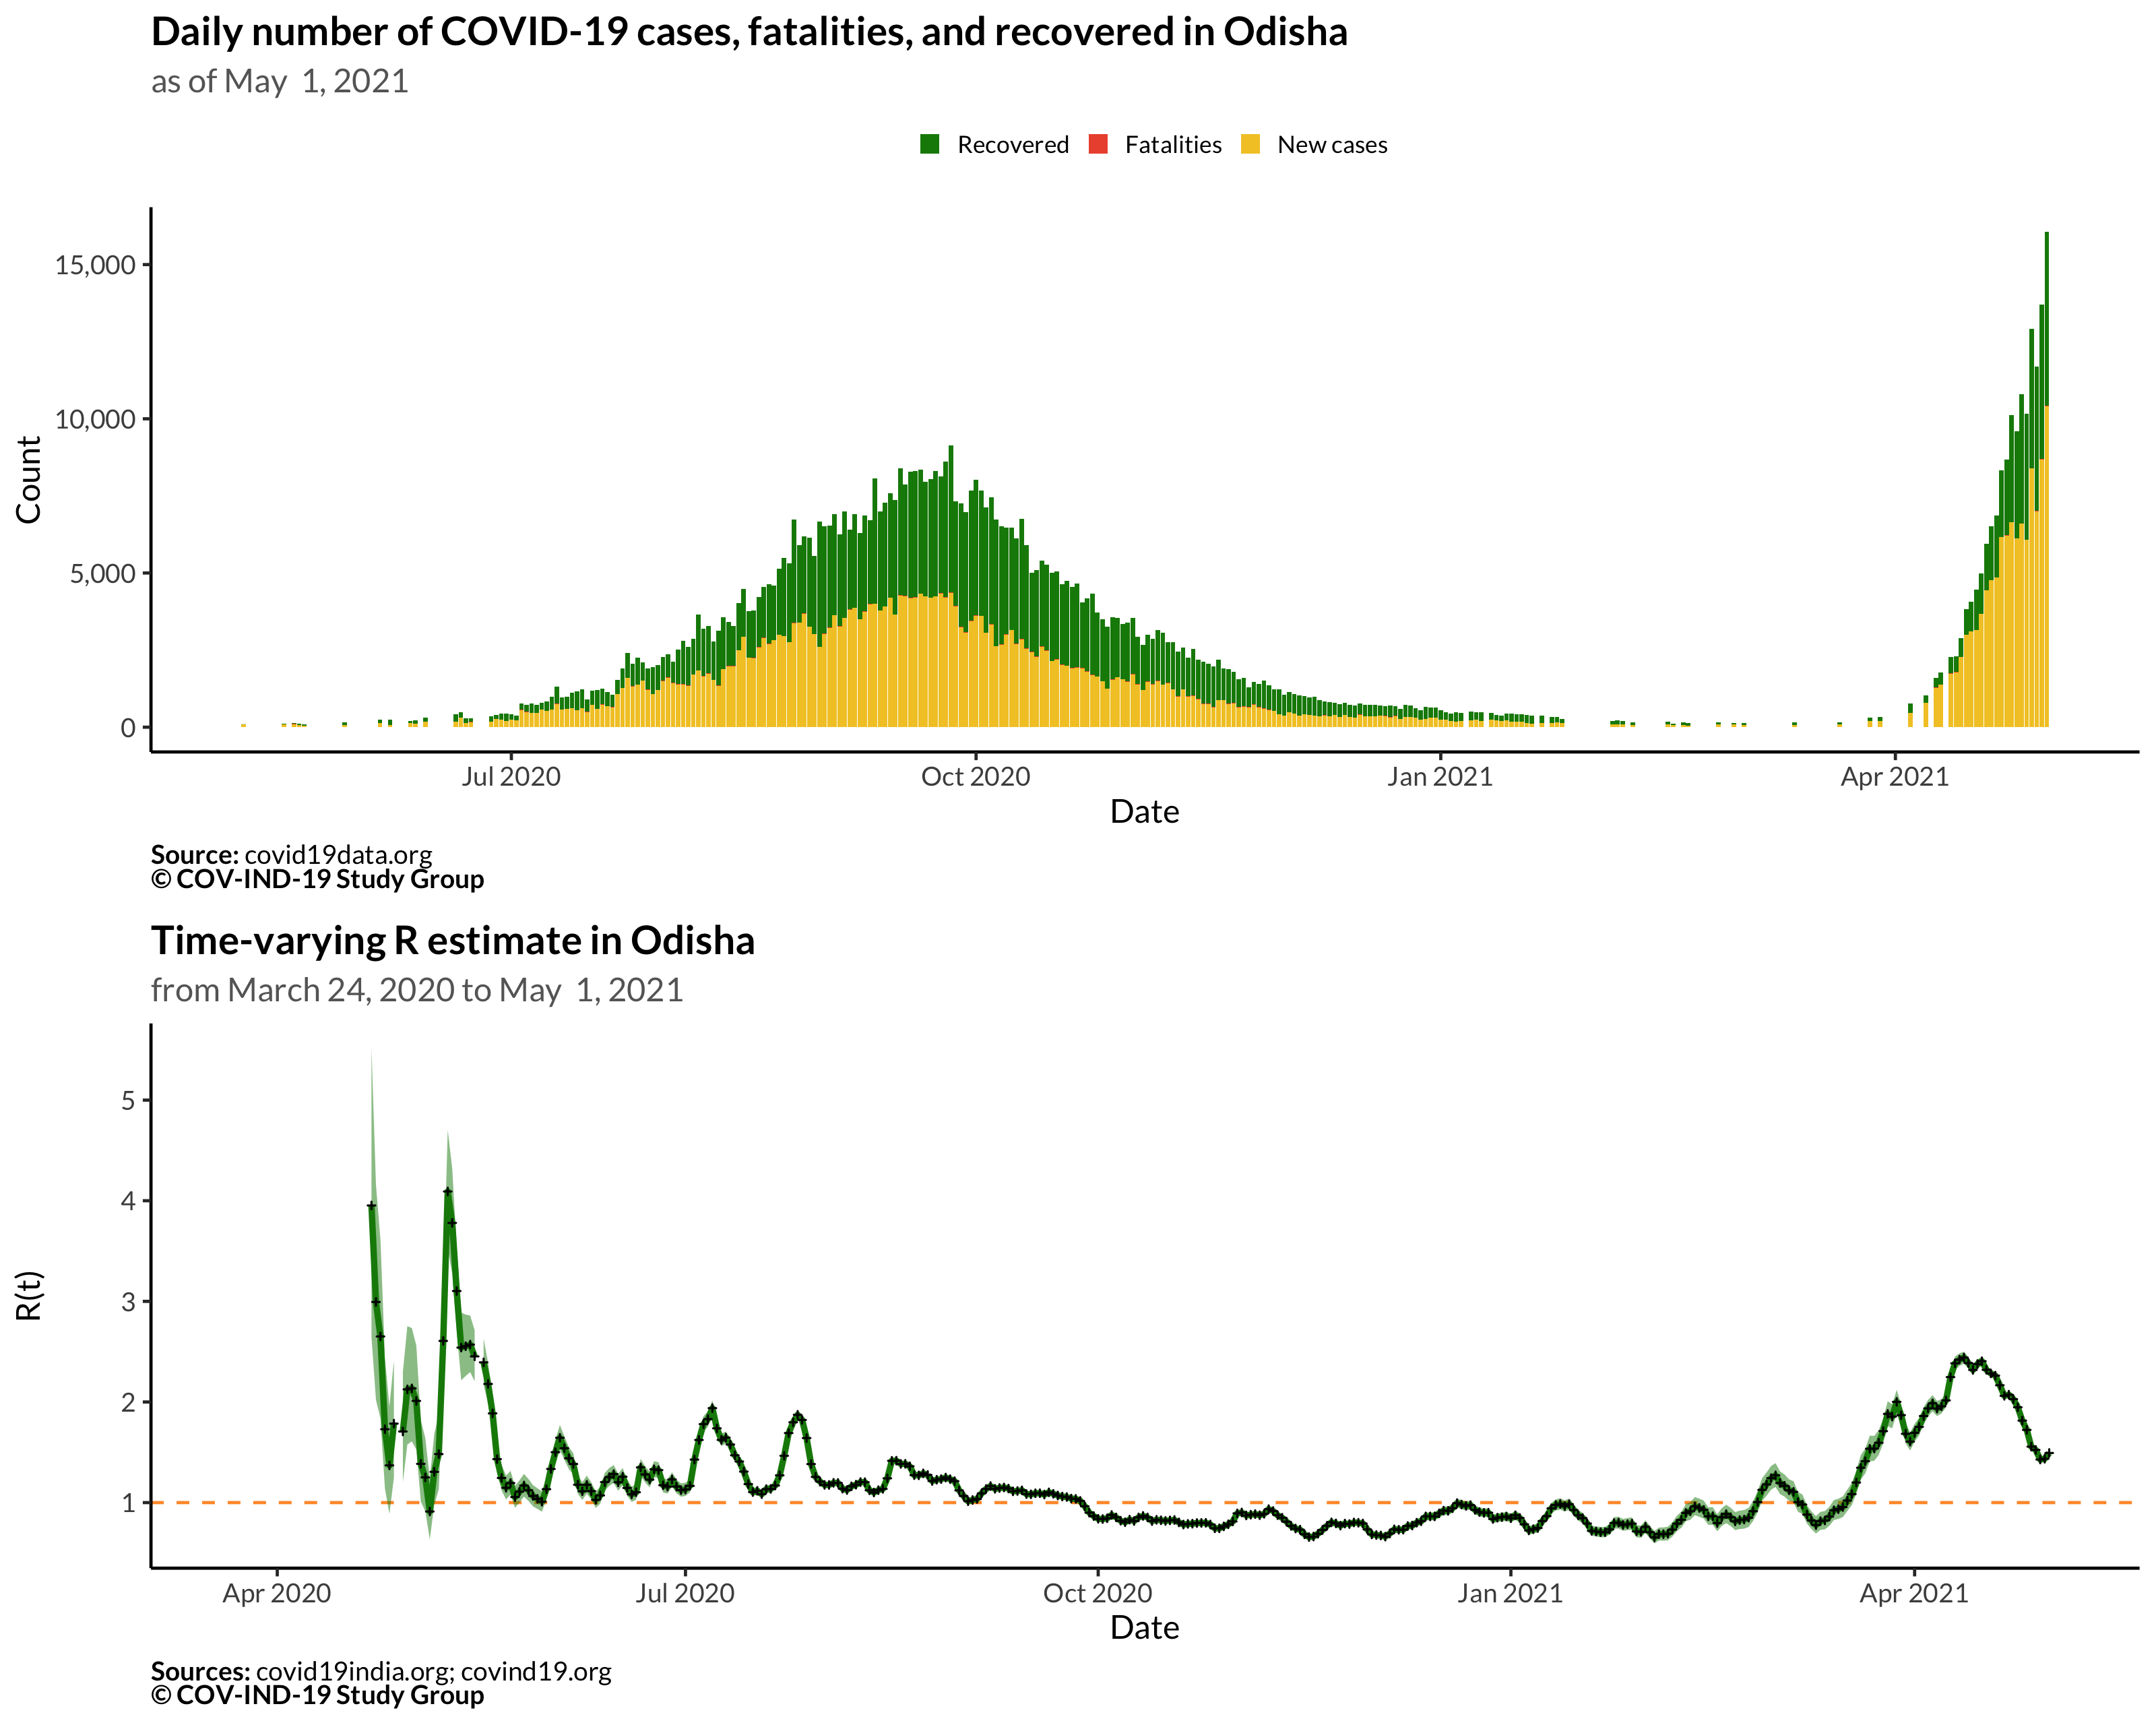 Daily number of COVID-19 cases, fatalities, and recovered in Odisha
as of May  1, 2021
Recovered Fatalities New cases
Count
15,000
10,000
5,000
0
Jul 2020 Oct 2020 Jan 2021 Apr 2021
Date
Source: covid19data.org
© COV-IND-19 Study Group
Time-varying R estimate in Odisha
from March 24, 2020 to May  1, 2021
R(t)
5
4
3
2
1
Apr 2020 Jul 2020 Oct 2020 Jan 2021 Apr 2021
Date
Sources: covid19india.org; covind19.org
© COV-IND-19 Study Group